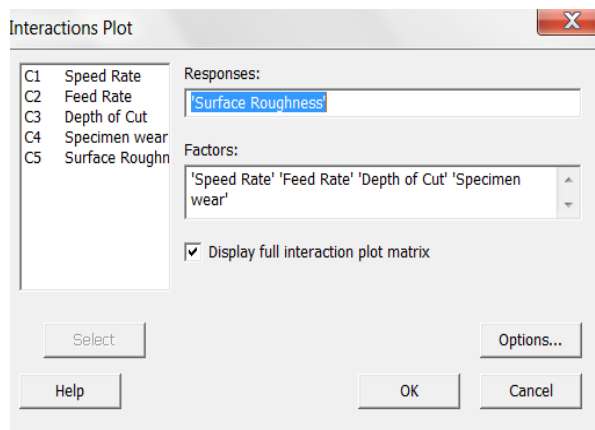 Interactions Plot
X
C1 Speed Rate
C2 Feed Rate
C3 Depth of Cut
C4 Specimen wear
C5 Surface Roughn
Responses:
'Surface Roughness'
Factors:
'Speed Rate' 'Feed Rate' 'Depth of Cut' 'Specimen
wear'
Display full interaction plot matrix
Select
Options...
Help
OK
Cancel